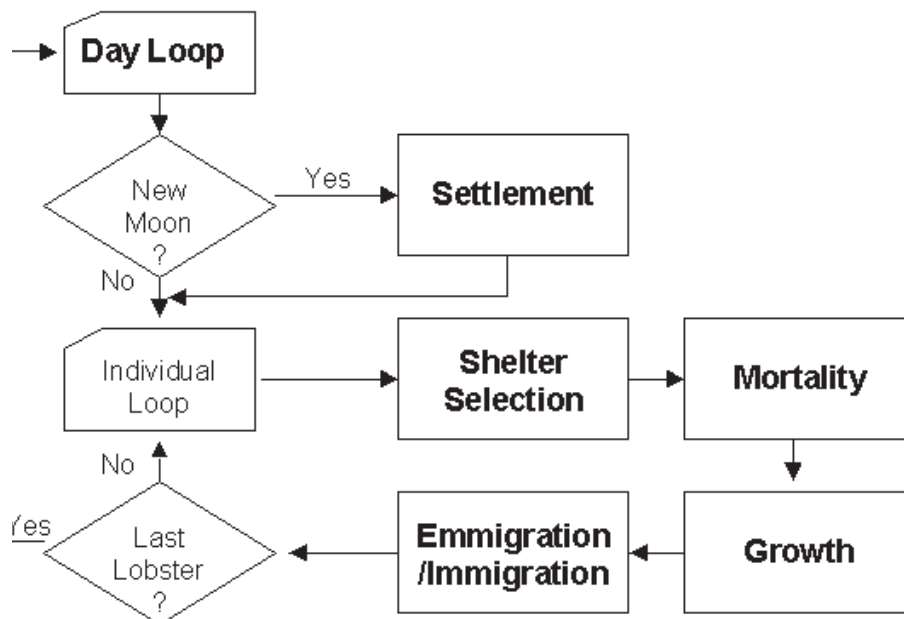 Day Loop
New
Moon
?
Yes
Settlement
No
Individual
Loop
Shelter
Selection
Mortality
No
Yes
Last
Lobster
?
Emmigration
/Immigration
Growth